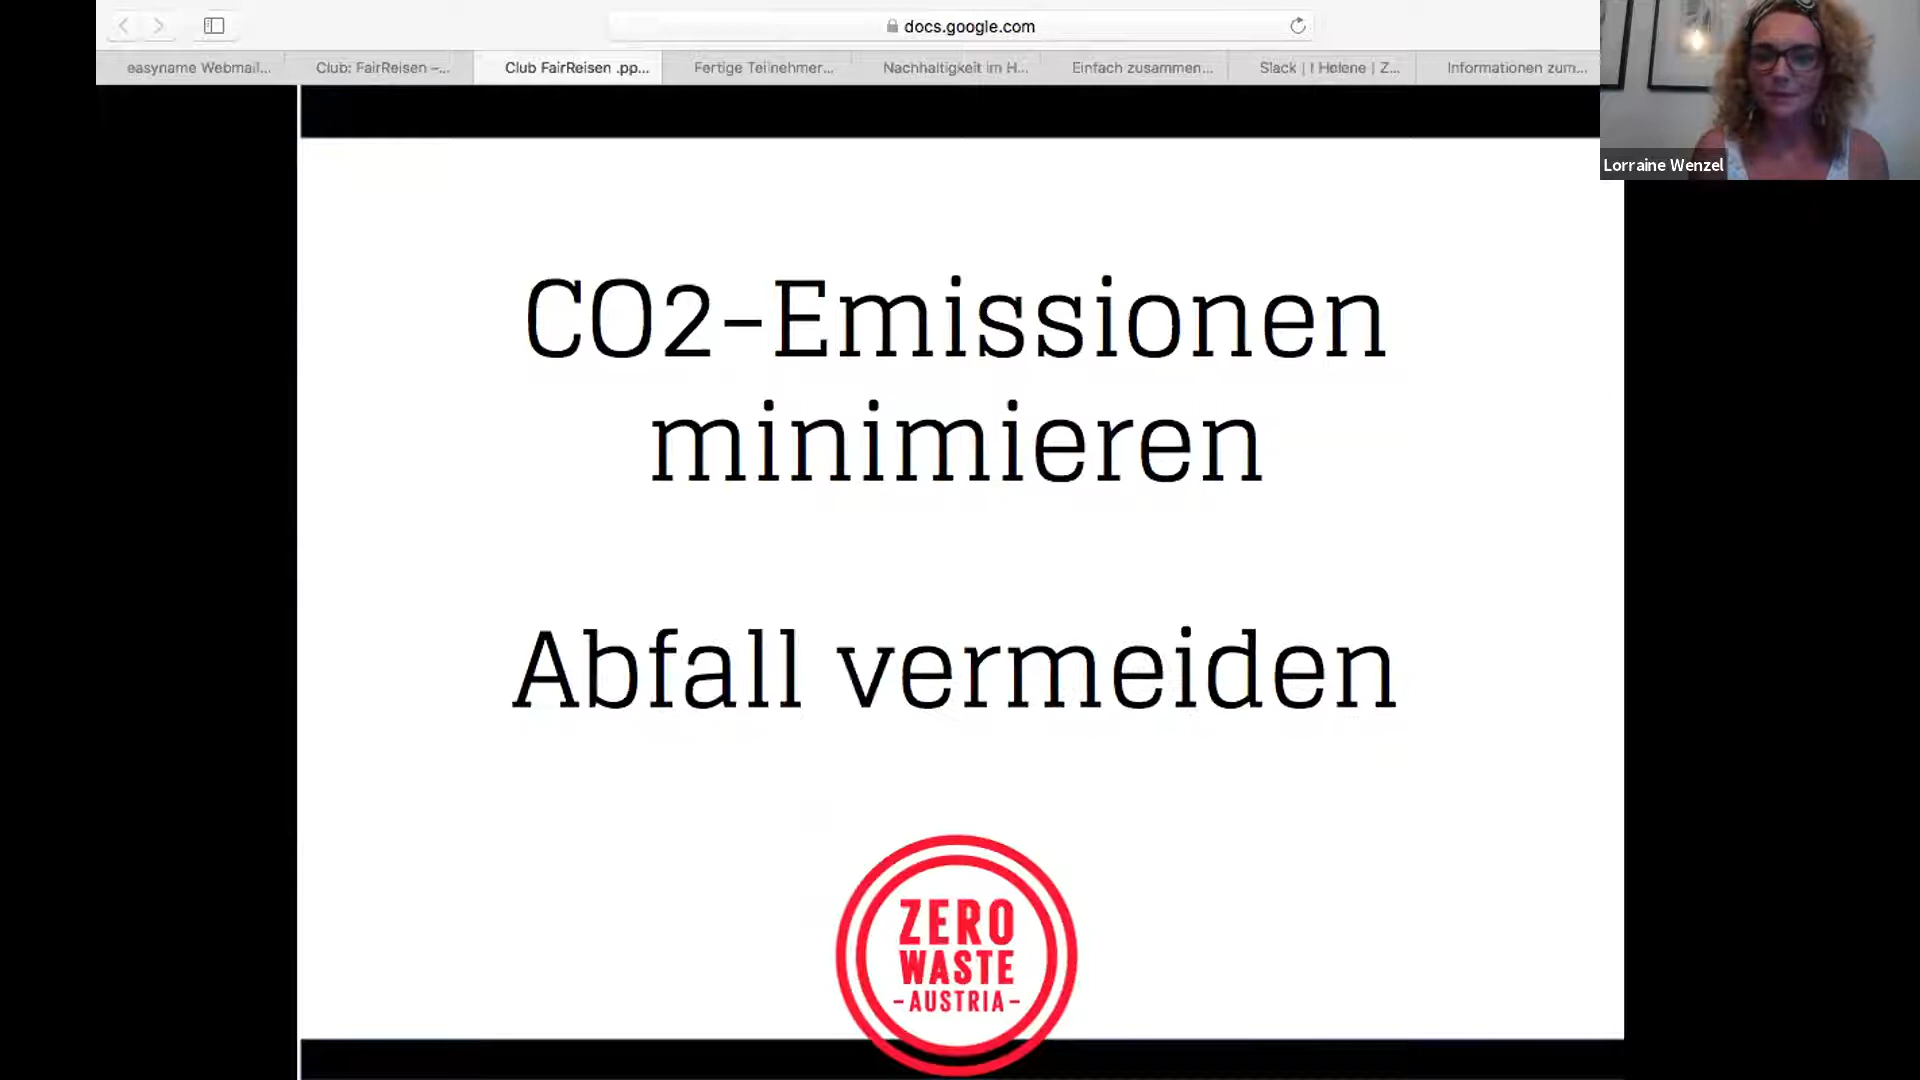 docs.google.com
easyname Webmail...
Club: FairReisen –...
Club FairReisen .pp...
Fertige Teilnehmer...
Nachhaltigkeit im H...
Einfach zusammen...
Slack | ! Helene | Z...
Informationen zum...
Lorraine Wenzel
CO2-Emissionen
minimieren
Abfall vermeiden
ZERO
WASTE
-AUSTRIA-